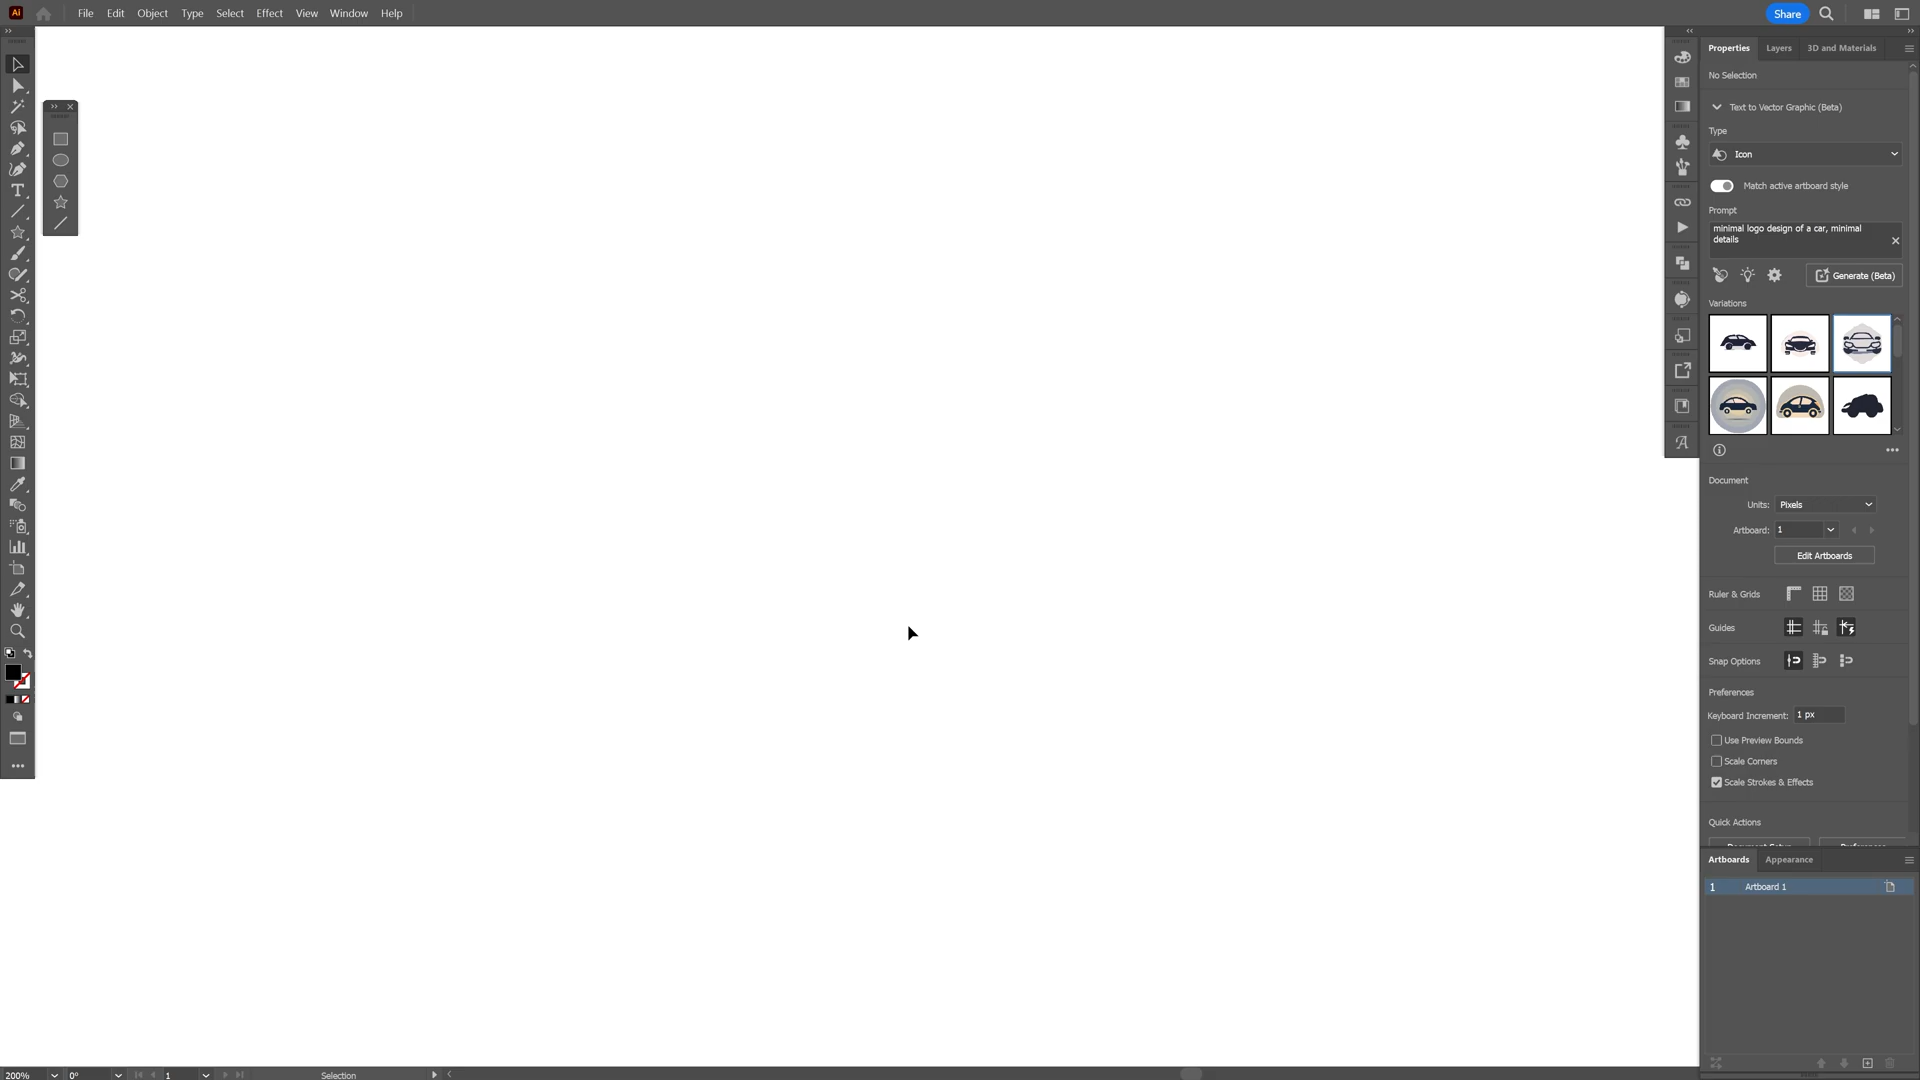 Ai File Edit Object Type Select Effect View Window Help Share
Properties Layers 3D and Materials
No Selection
Text to Vector Graphic (Beta)
Type
Icon
Match active artboard style
Prompt
minimal logo design of a car, minimal
details
Generate (Beta)
Variations
Document
Units: Pixels
Artboard: 1
Edit Artboards
Ruler & Grids
Guides
Snap Options
Preferences
Keyboard Increment: 1 px
Use Preview Bounds
Scale Corners
Scale Strokes & Effects
Quick Actions
Document Setup Preferences
Artboards Appearance
1 Artboard 1
200% 0° 1 Selection